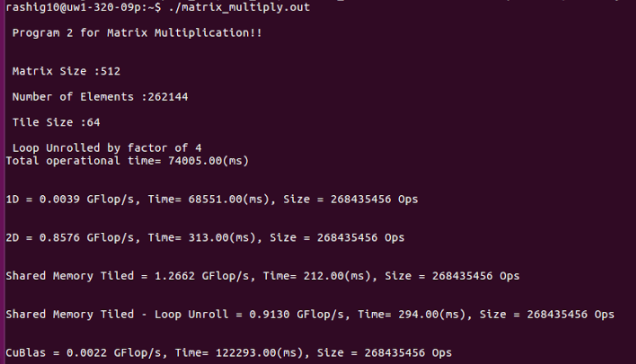 rashig10@uw1-320-09p:~$ ./matrix_multiply.out
Program 2 for Matrix Multiplication!!
Matrix Size :512
Number of Elements :262144
Tile Size :64
Loop Unrolled by factor of 4
Total operational time= 74005.00(ms)
1D = 0.0039 GFlop/s, Time= 68551.00(ms), Size = 268435456 Ops
2D = 0.8576 GFlop/s, Time= 313.00(ms), Size = 268435456 Ops
Shared Memory Tiled = 1.2662 GFlop/s, Time= 212.00(ms), Size = 268435456 Ops
Shared Memory Tiled - Loop Unroll = 0.9130 GFlop/s, Time= 294.00(ms), Size = 268435456 Ops
CuBlas = 0.0022 GFlop/s, Time= 122293.00(ms), Size = 268435456 Ops